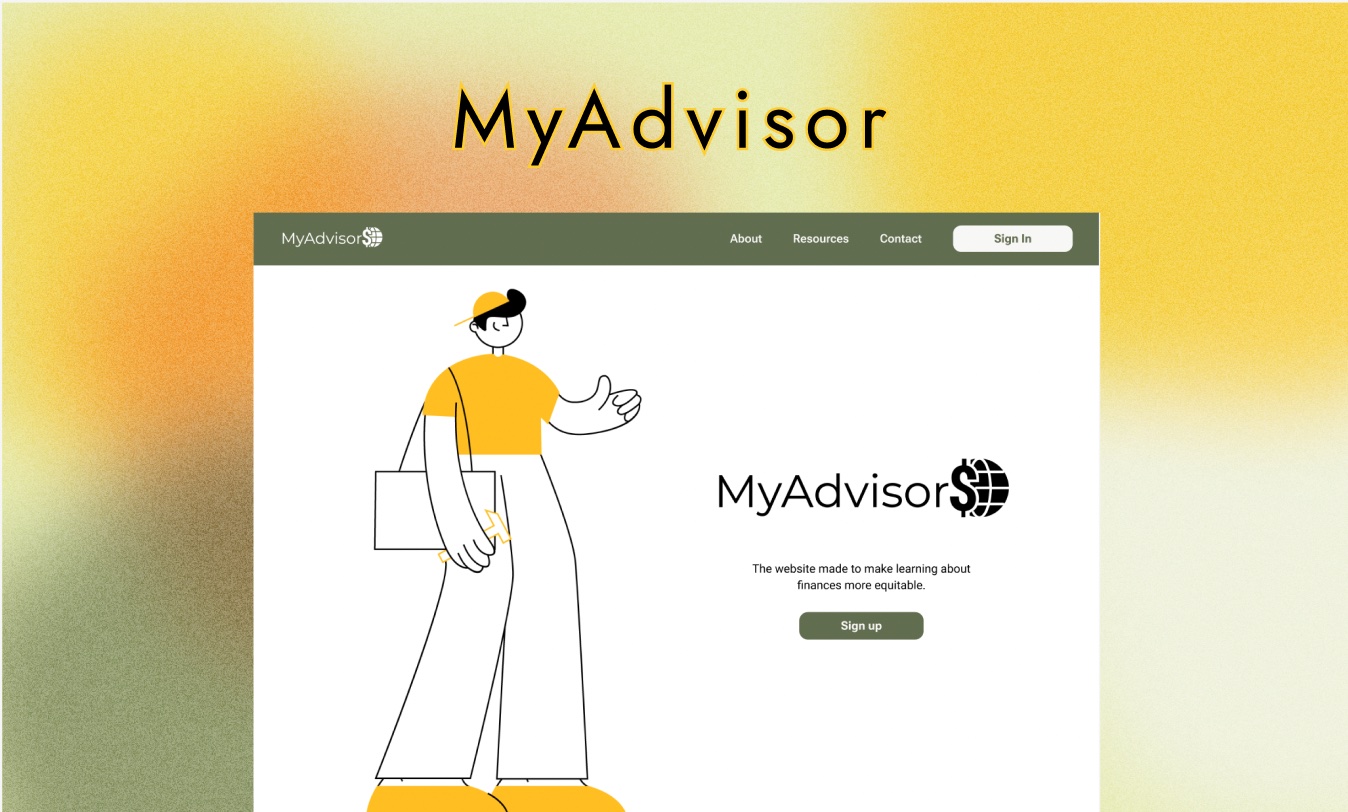 MyAdvisor
MyAdvisor$
About Resources Contact Sign In
MyAdvisor$
The website made to make learning about
finances more equitable.
Sign up